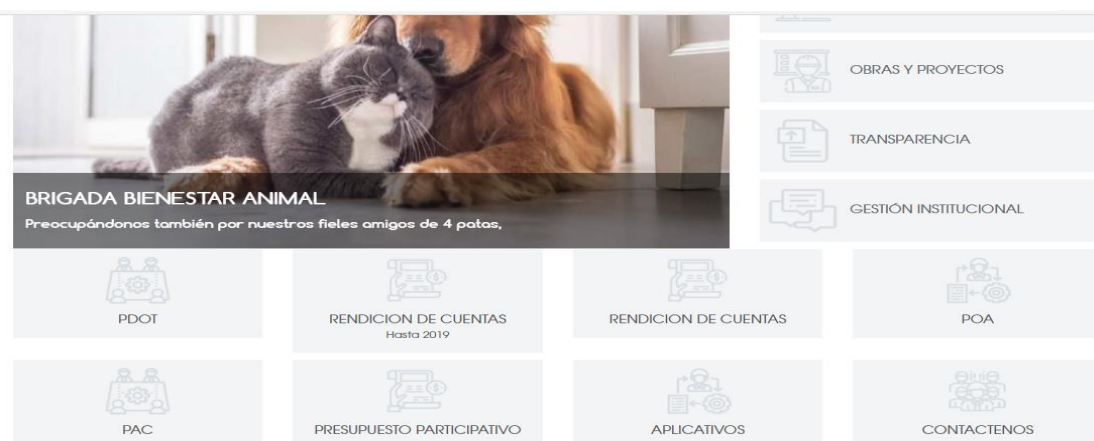 OBRAS Y PROYECTOS
TRANSPARENCIA
GESTIÓN INSTITUCIONAL
BRIGADA BIENESTAR ANIMAL
Preocupándonos también por nuestros fieles amigos de 4 patas,
PDOT
RENDICION DE CUENTAS
Hasta 2019
RENDICION DE CUENTAS
POA
PAC
PRESUPUESTO PARTICIPATIVO
APLICATIVOS
CONTACTENOS